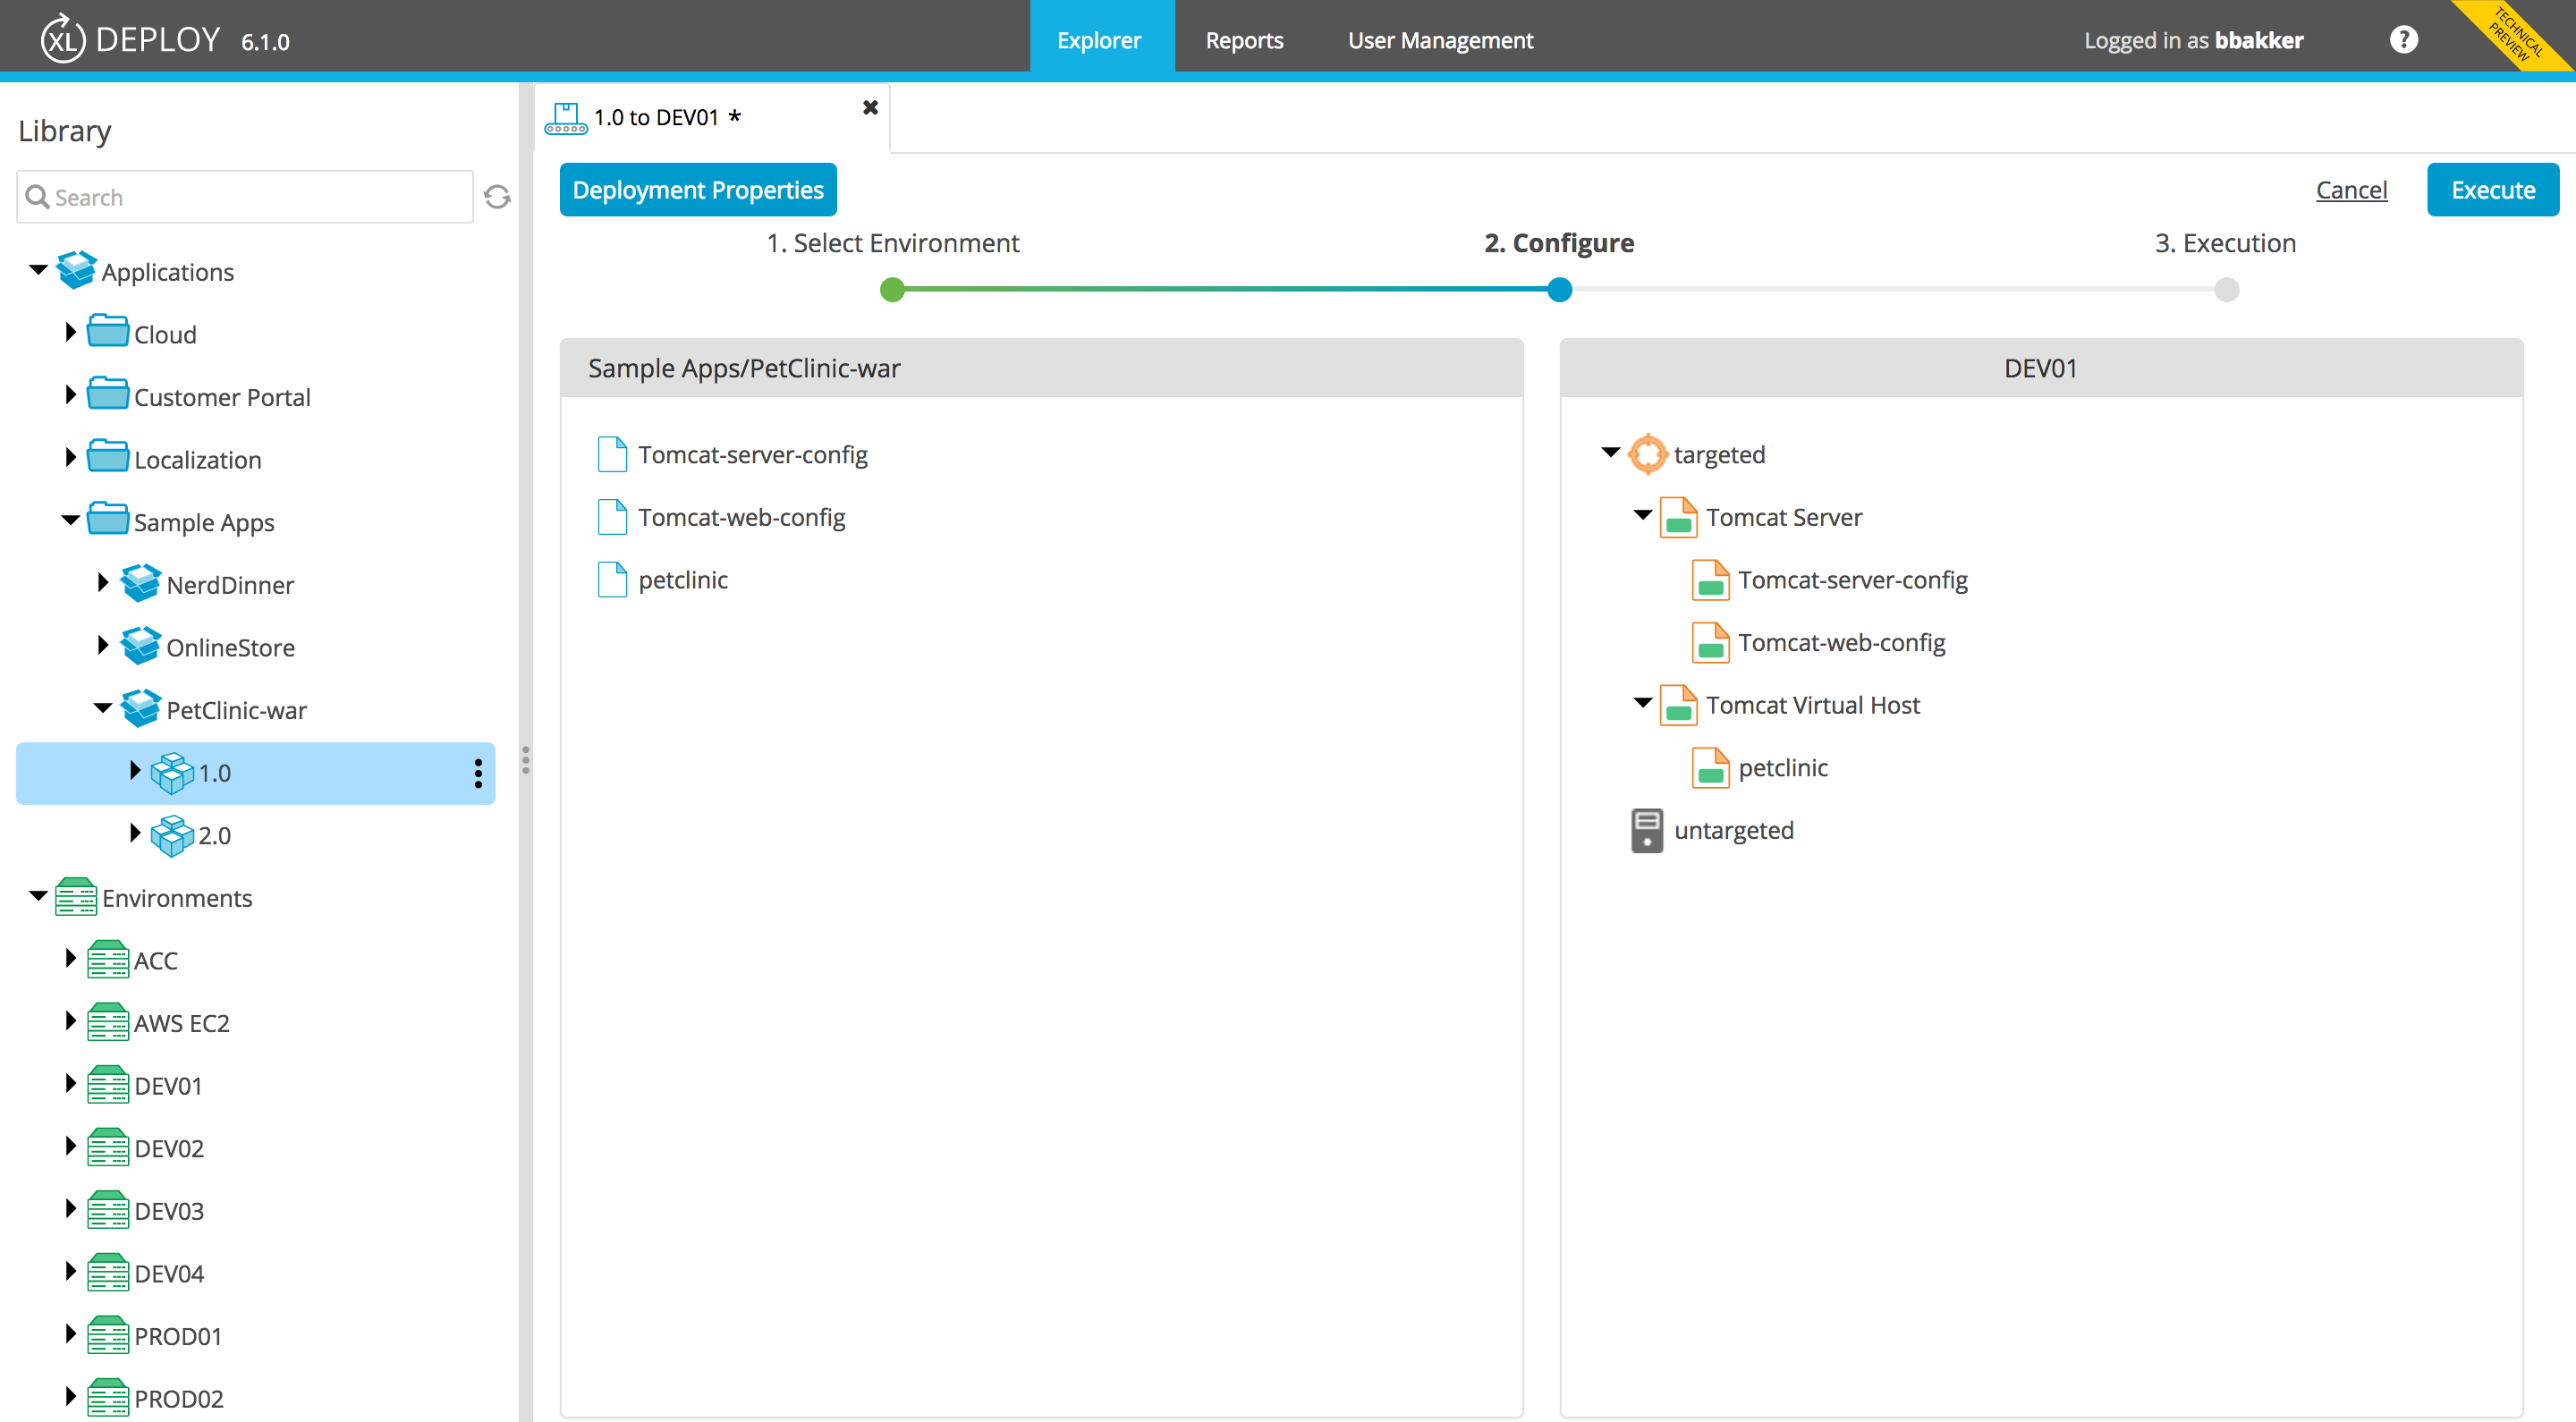 XL DEPLOY 6.1.0
Explorer
Reports
User Management
Logged in as bbakker
?
TECHNICAL
PREVIEW
Library
Search
Applications
Cloud
Customer Portal
Localization
Sample Apps
NerdDinner
OnlineStore
PetClinic-war
1.0
2.0
Environments
ACC
AWS EC2
DEV01
DEV02
DEV03
DEV04
PROD01
PROD02
1.0 to DEV01 *
Deployment Properties
Cancel
Execute
1. Select Environment
2. Configure
3. Execution
Sample Apps/PetClinic-war
Tomcat-server-config
Tomcat-web-config
petclinic
DEV01
targeted
Tomcat Server
Tomcat-server-config
Tomcat-web-config
Tomcat Virtual Host
petclinic
untargeted